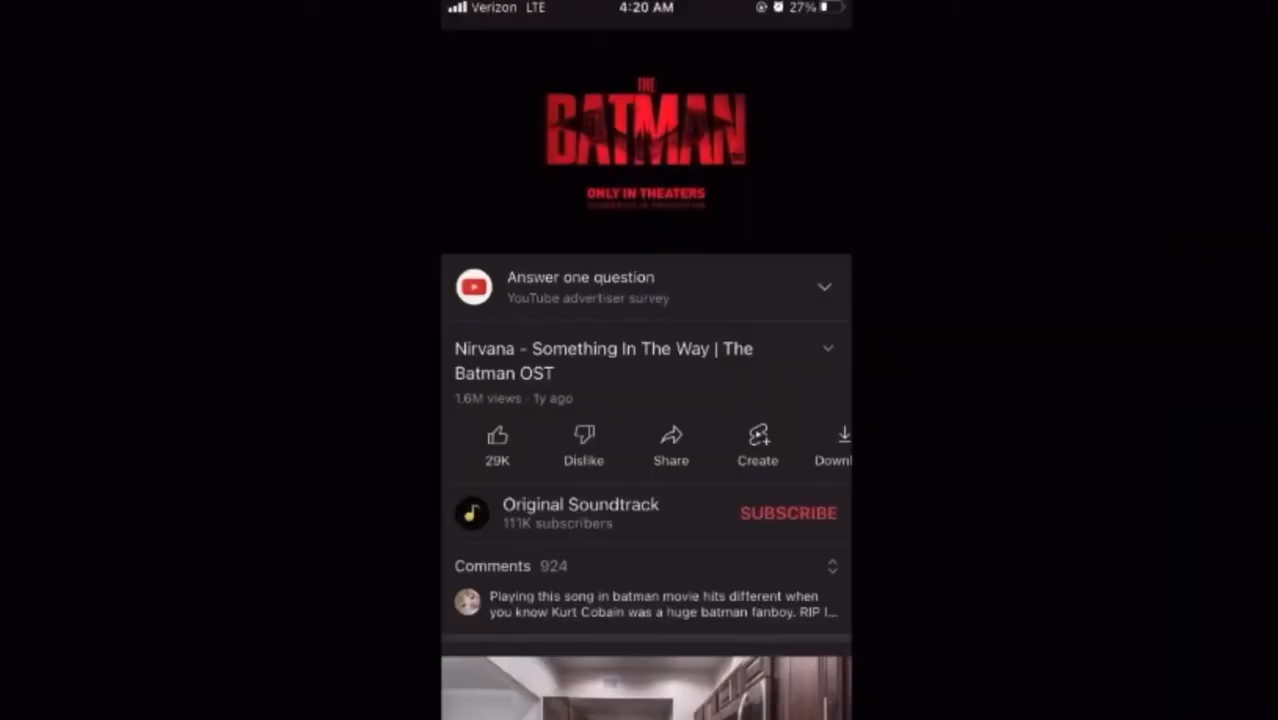 Verizon LTE 4:20 AM 27%
THE
BATMAN
ONLY IN THEATERS
Answer one question
YouTube advertiser survey
Nirvana - Something In The Way | The
Batman OST
1.6M views · 1y ago
29K Dislike Share Create Downl
Original Soundtrack
111K subscribers
SUBSCRIBE
Comments 924
Playing this song in batman movie hits different when
you know Kurt Cobain was a huge batman fanboy. RIP l...